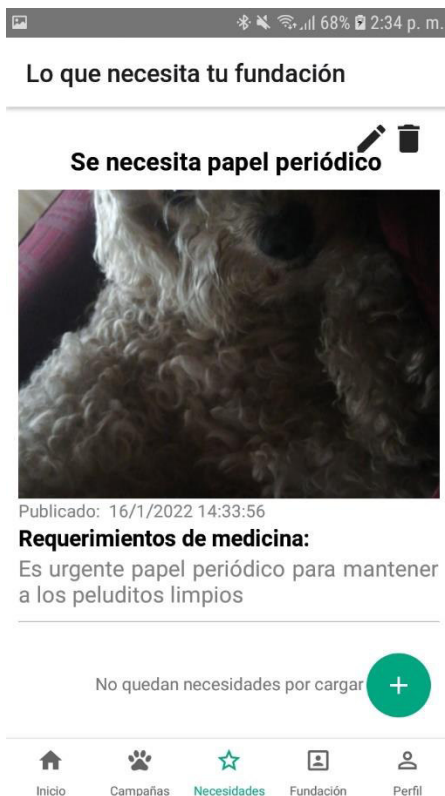 68% 2:34 p. m.
Lo que necesita tu fundación
Se necesita papel periódico
Publicado: 16/1/2022 14:33:56
Requerimientos de medicina:
Es urgente papel periódico para mantener
a los peluditos limpios
No quedan necesidades por cargar
Inicio Campañas Necesidades Fundación Perfil